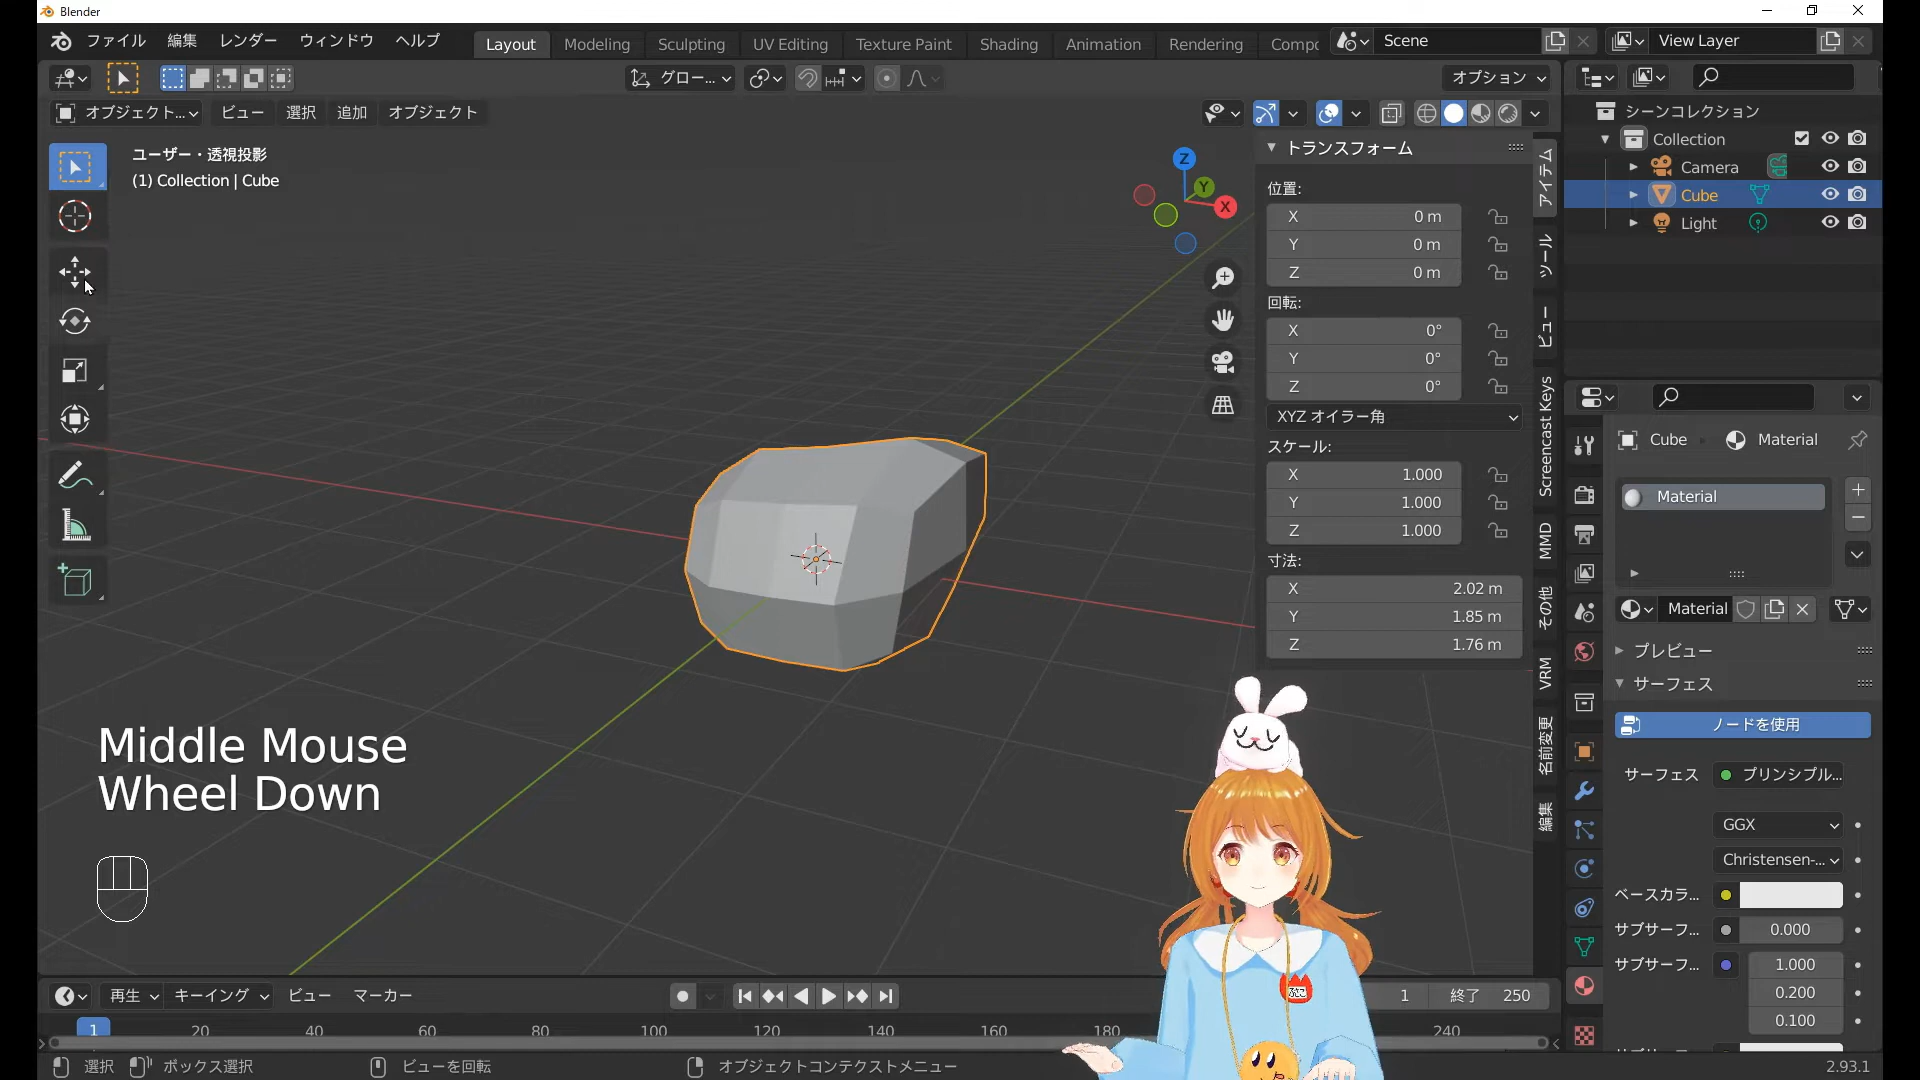 Blender
ファイル 編集 レンダー ウィンドウ ヘルプ Layout Modeling Sculpting UV Editing Texture Paint Shading Animation Rendering Compo Scene View Layer
グロー... オプション
オブジェクト... ビュー 選択 追加 オブジェクト
ユーザー・透視投影
(1) Collection | Cube
Z
Y
X
トランスフォーム
位置:
X 0 m
Y 0 m
Z 0 m
回転:
X 0°
Y 0°
Z 0°
XYZ オイラー角
スケール:
X 1.000
Y 1.000
Z 1.000
寸法:
X 2.02 m
Y 1.85 m
Z 1.76 m
アイテム
ツール
ビュー
Screencast Keys
MMD
その他
VRM
名前変更
編集
シーンコレクション
Collection
Camera
Cube
Light
Cube Material
Material
Material
プレビュー
サーフェス
ノードを使用
サーフェス プリンシプル...
GGX
Christensen-...
ベースカラ...
サブサーフ... 0.000
サブサーフ... 1.000
0.200
0.100
Middle Mouse
Wheel Down
ぷこ
再生 キーイング ビュー マーカー 1 終了 250
1 20 40 60 80 100 120 140 160 180 240
選択 ボックス選択 ビューを回転 オブジェクトコンテクストメニュー 2.93.1